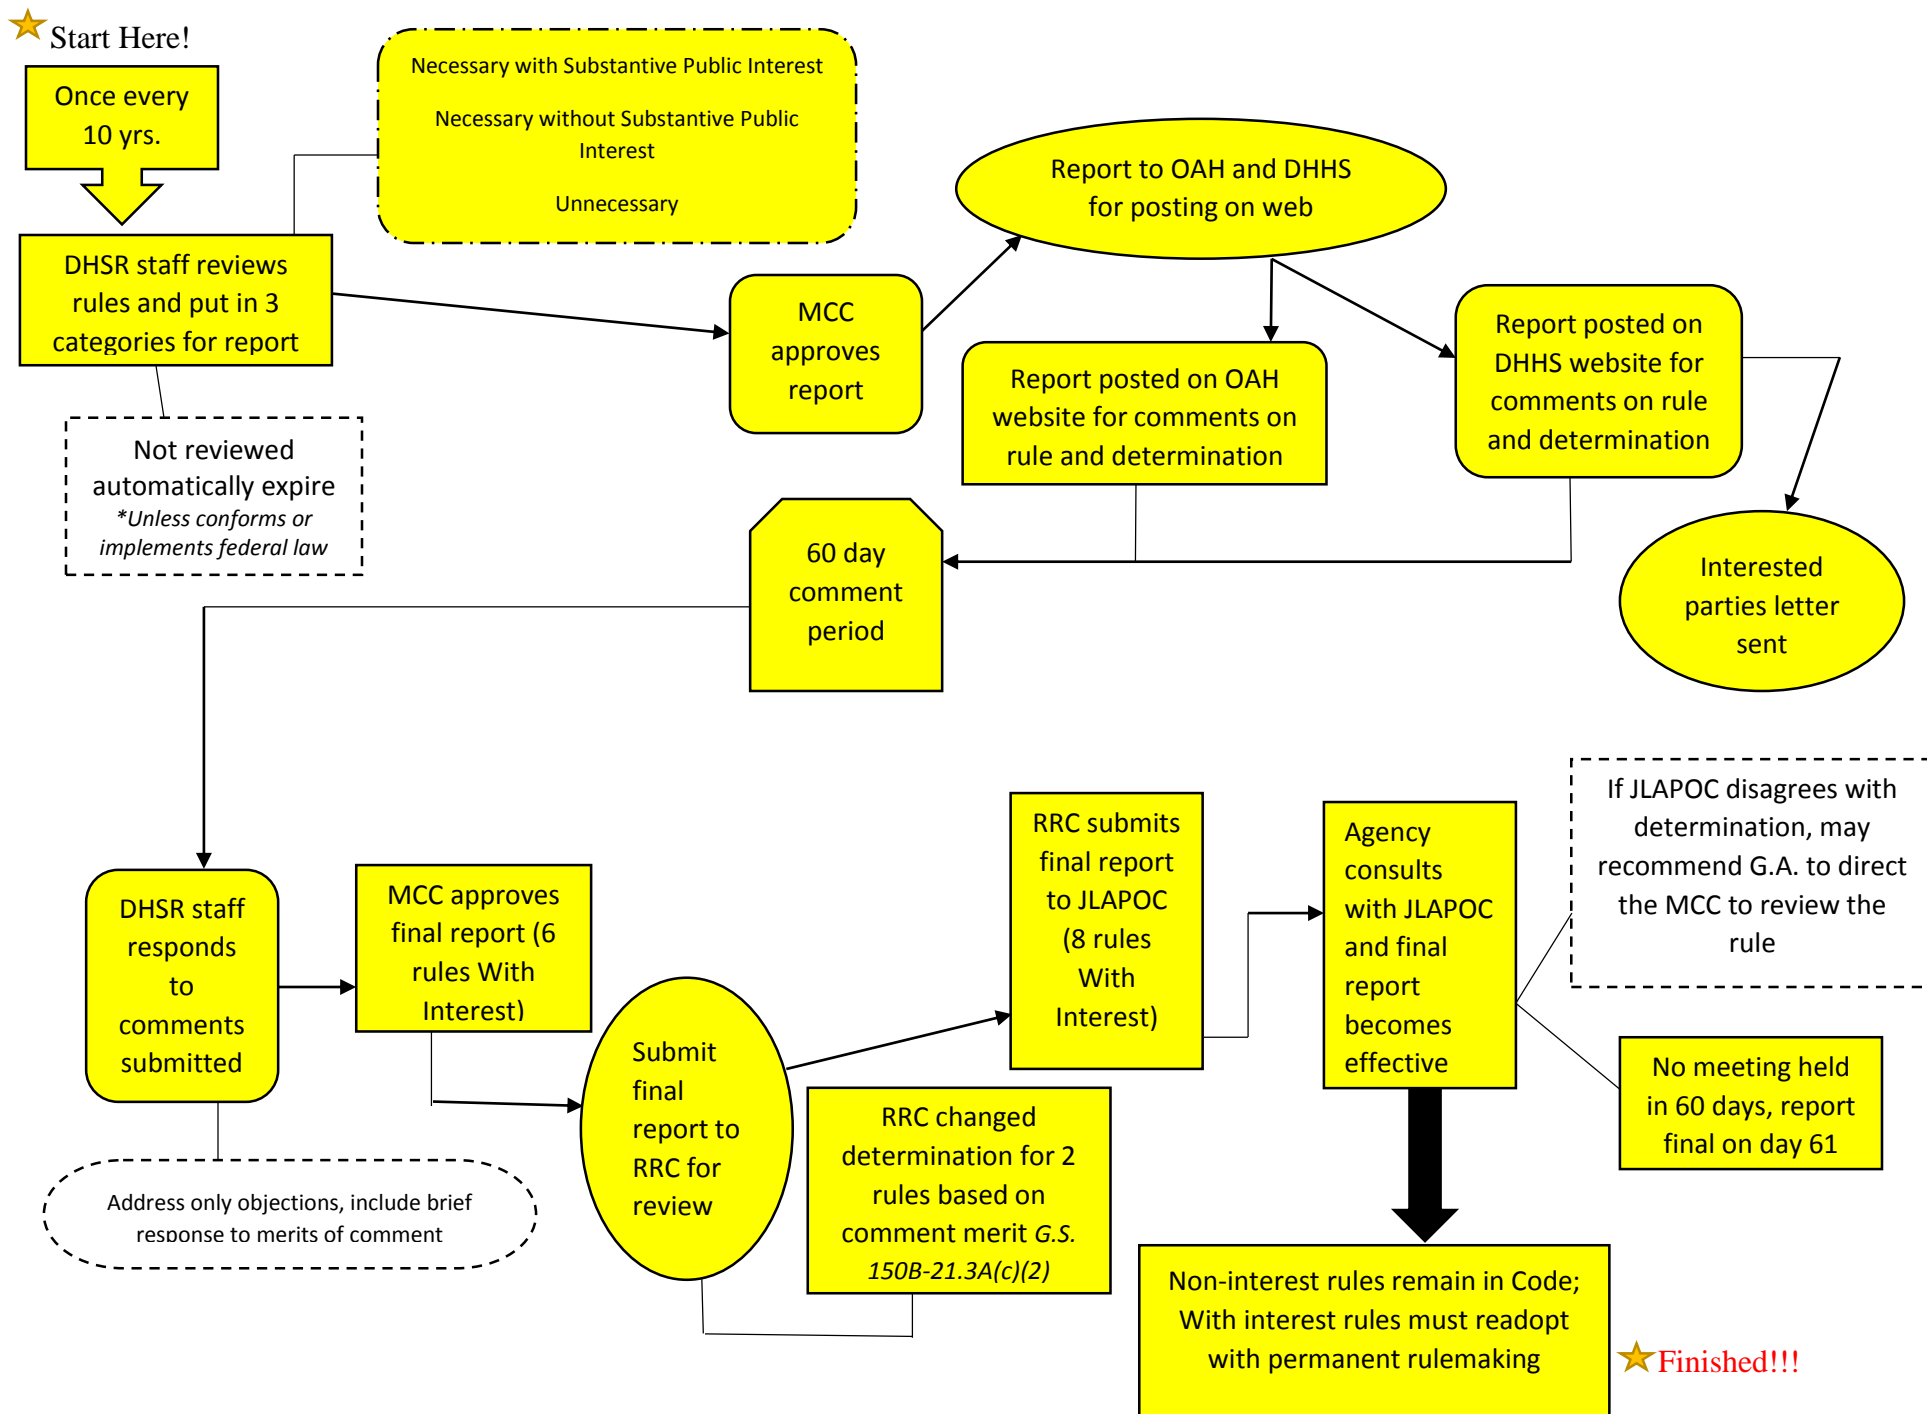 Start Here!
Once every
10 yrs.
Necessary with Substantive Public Interest
Necessary without Substantive Public
Interest
Unnecessary
DHSR staff reviews
rules and put in 3
categories for report
Not reviewed
automatically expire
*Unless conforms or
implements federal law
MCC
approves
report
Report to OAH and DHHS
for posting on web
Report posted on OAH
website for comments on
rule and determination
Report posted on
DHHS website for
comments on rule
and determination
Interested
parties letter
sent
60 day
comment
period
DHSR staff
responds
to
comments
submitted
Address only objections, include brief
response to merits of comment
MCC approves
final report (6
rules With
Interest)
Submit
final
report to
RRC for
review
RRC changed
determination for 2
rules based on
comment merit G.S.
150B-21.3A(c)(2)
RRC submits
final report
to JLAPOC
(8 rules
With
Interest)
Agency
consults
with JLAPOC
and final
report
becomes
effective
If JLAPOC disagrees with
determination, may
recommend G.A. to direct
the MCC to review the
rule
No meeting held
in 60 days, report
final on day 61
Non-interest rules remain in Code;
With interest rules must readopt
with permanent rulemaking
Finished!!!